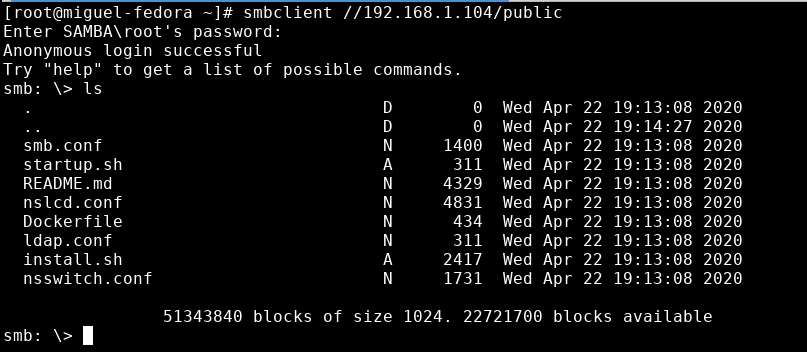 [root@miguel-fedora ~]# smbclient //192.168.1.104/public
Enter SAMBA\root's password:
Anonymous login successful
Try "help" to get a list of possible commands.
smb: \> ls
  .                                   D        0  Wed Apr 22 19:13:08 2020
  ..                                  D        0  Wed Apr 22 19:14:27 2020
  smb.conf                            N     1400  Wed Apr 22 19:13:08 2020
  startup.sh                          A      311  Wed Apr 22 19:13:08 2020
  README.md                           N     4329  Wed Apr 22 19:13:08 2020
  nslcd.conf                          N     4831  Wed Apr 22 19:13:08 2020
  Dockerfile                          N      434  Wed Apr 22 19:13:08 2020
  ldap.conf                           N      311  Wed Apr 22 19:13:08 2020
  install.sh                          A     2417  Wed Apr 22 19:13:08 2020
  nsswitch.conf                       N     1731  Wed Apr 22 19:13:08 2020
                51343840 blocks of size 1024. 22721700 blocks available
smb: \>